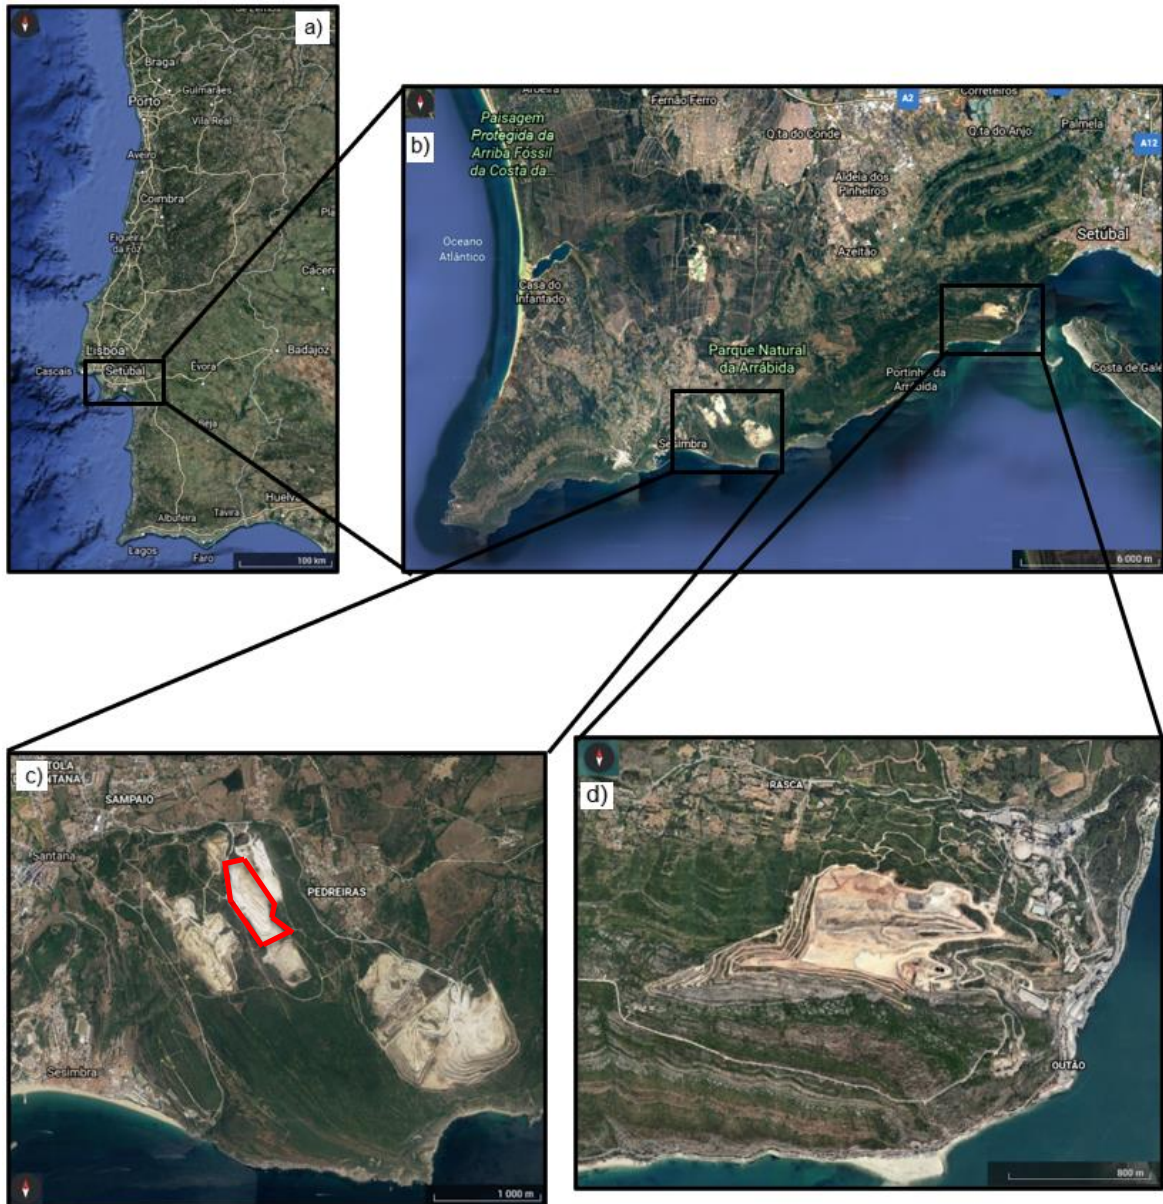 a)
Braga
Guimarães
Porto
Vila Real
Aveiro
Coimbra
Figueira
da Foz
Cácere
Lisboa
Cascais
Setúbal
Évora
Badajoz
Beja
Huelva
Albufeira
Tavira
Lagos
Faro
100 km
b)
Aroeira
Fernão Ferro
A2
Correteiros
Paisagem
Protegida da
Arriba Fóssil
da Costa da...
Q.ta do Conde
Q.ta do Anjo
Palmela
A12
Aldeia dos
Pinheiros
Oceano
Atlântico
Azeitão
Setúbal
Casa do
Infantado
Parque Natural
da Arrábida
Portinho da
Arrábida
Costa de Galé
Sesimbra
6 000 m
c)
SAMPAIO
Santana
PEDREIRAS
Sesimbra
1 000 m
d)
RASCA
OUTÃO
800 m